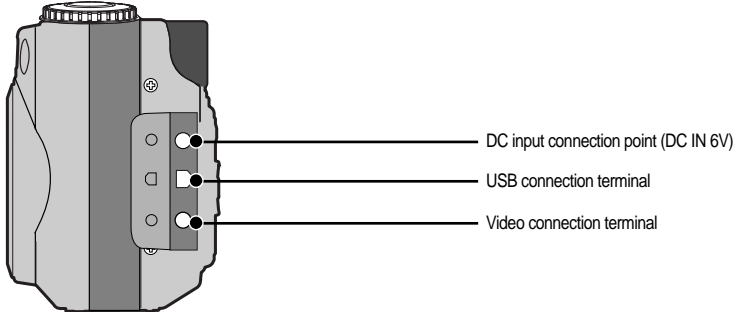 DC input connection point (DC IN 6V)
USB connection terminal
Video connection terminal